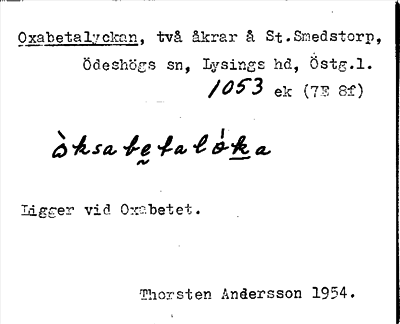 Oxabetalyckan, två åkrar å St.Smedstorp,
Ödeshögs sn, Lysings hd, Östg.l.
1053 ek (7E 8f)
òksabetalóka
Ligger vid Oxabetet.
Thorsten Andersson 1954.